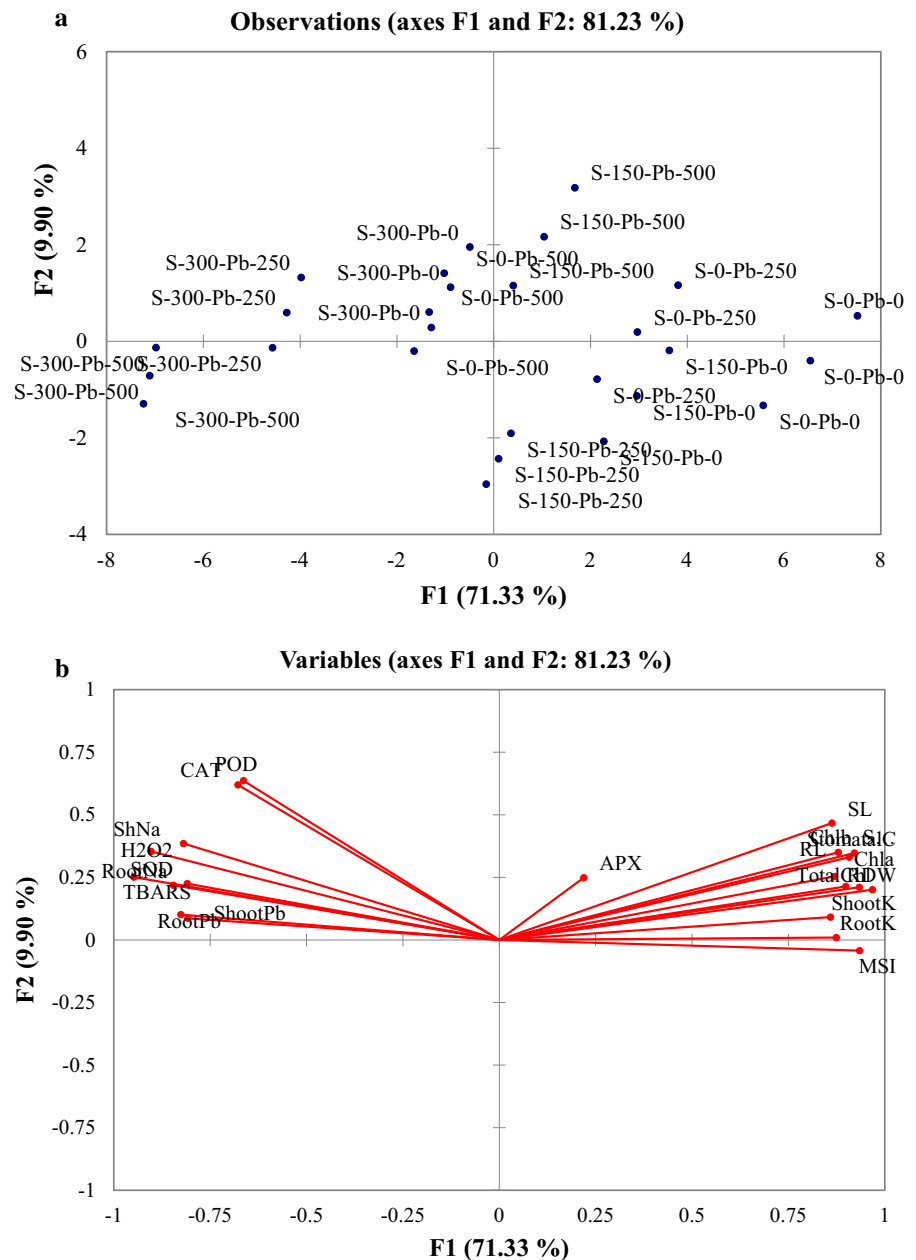 a
Observations (axes F1 and F2: 81.23 %)
6
4
2
0
-2
-4
F2 (9.90 %)
S-150-Pb-500
S-150-Pb-500
S-300-Pb-0
S-0-Pb-500
S-300-Pb-250
S-300-Pb-0
S-150-Pb-500
S-0-Pb-250
S-300-Pb-250
S-300-Pb-0
S-0-Pb-500
S-0-Pb-250
S-0-Pb-0
S-300-Pb-500
S-300-Pb-250
S-0-Pb-500
S-150-Pb-0
S-0-Pb-0
S-300-Pb-500
S-0-Pb-250
S-300-Pb-500
S-150-Pb-0
S-0-Pb-0
S-150-Pb-250
S-150-Pb-0
S-150-Pb-250
S-150-Pb-250
-8 -6 -4 -2 0 2 4 6 8
F1 (71.33 %)
b
Variables (axes F1 and F2: 81.23 %)
1
0.75
0.5
0.25
0
-0.25
-0.5
-0.75
-1
F2 (9.90 %)
CAT
POD
ShNa
H2O2
RootNa
SOD
TBARS
RootPb
ShootPb
APX
SL
RL
Chla
RDW
ShootK
RootK
MSI
-1 -0.75 -0.5 -0.25 0 0.25 0.5 0.75 1
F1 (71.33 %)